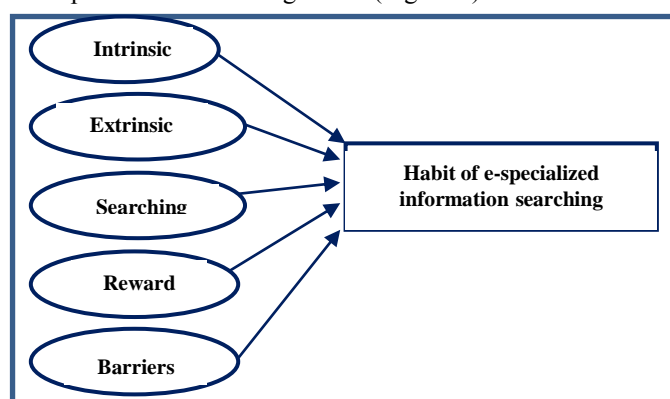 Intrinsic
Extrinsic
Searching
Reward
Barriers
Habit of e-specialized
information searching